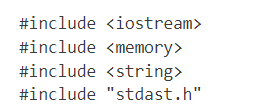 #include <iostream>
#include <memory>
#include <string>
#include "stdast.h"